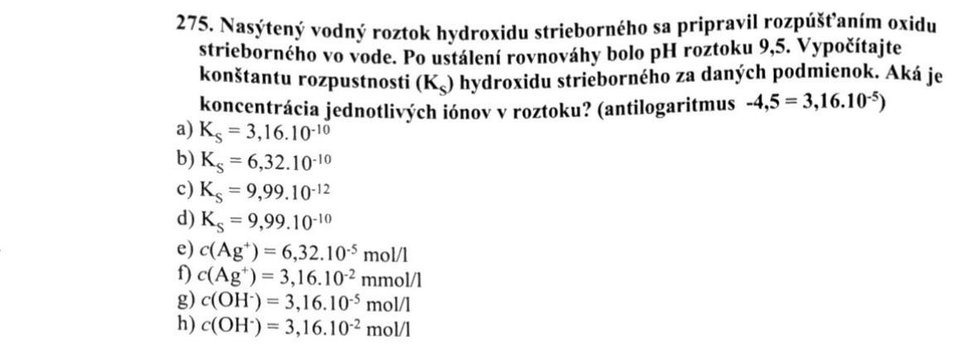 275. Nasýtený vodný roztok hydroxidu strieborného sa pripravil rozpúšťaním oxidu
strieborného vo vode. Po ustálení rovnováhy bolo pH roztoku 9,5. Vypočítajte
konštantu rozpustnosti (Kₛ) hydroxidu strieborného za daných podmienok. Aká je
koncentrácia jednotlivých iónov v roztoku? (antilogaritmus -4,5 = 3,16.10⁻⁵)
a) Kₛ = 3,16.10⁻¹⁰
b) Kₛ = 6,32.10⁻¹⁰
c) Kₛ = 9,99.10⁻¹²
d) Kₛ = 9,99.10⁻¹⁰
e) c(Ag⁺) = 6,32.10⁻⁵ mol/l
f) c(Ag⁺) = 3,16.10⁻² mmol/l
g) c(OH⁻) = 3,16.10⁻⁵ mol/l
h) c(OH⁻) = 3,16.10⁻² mol/l